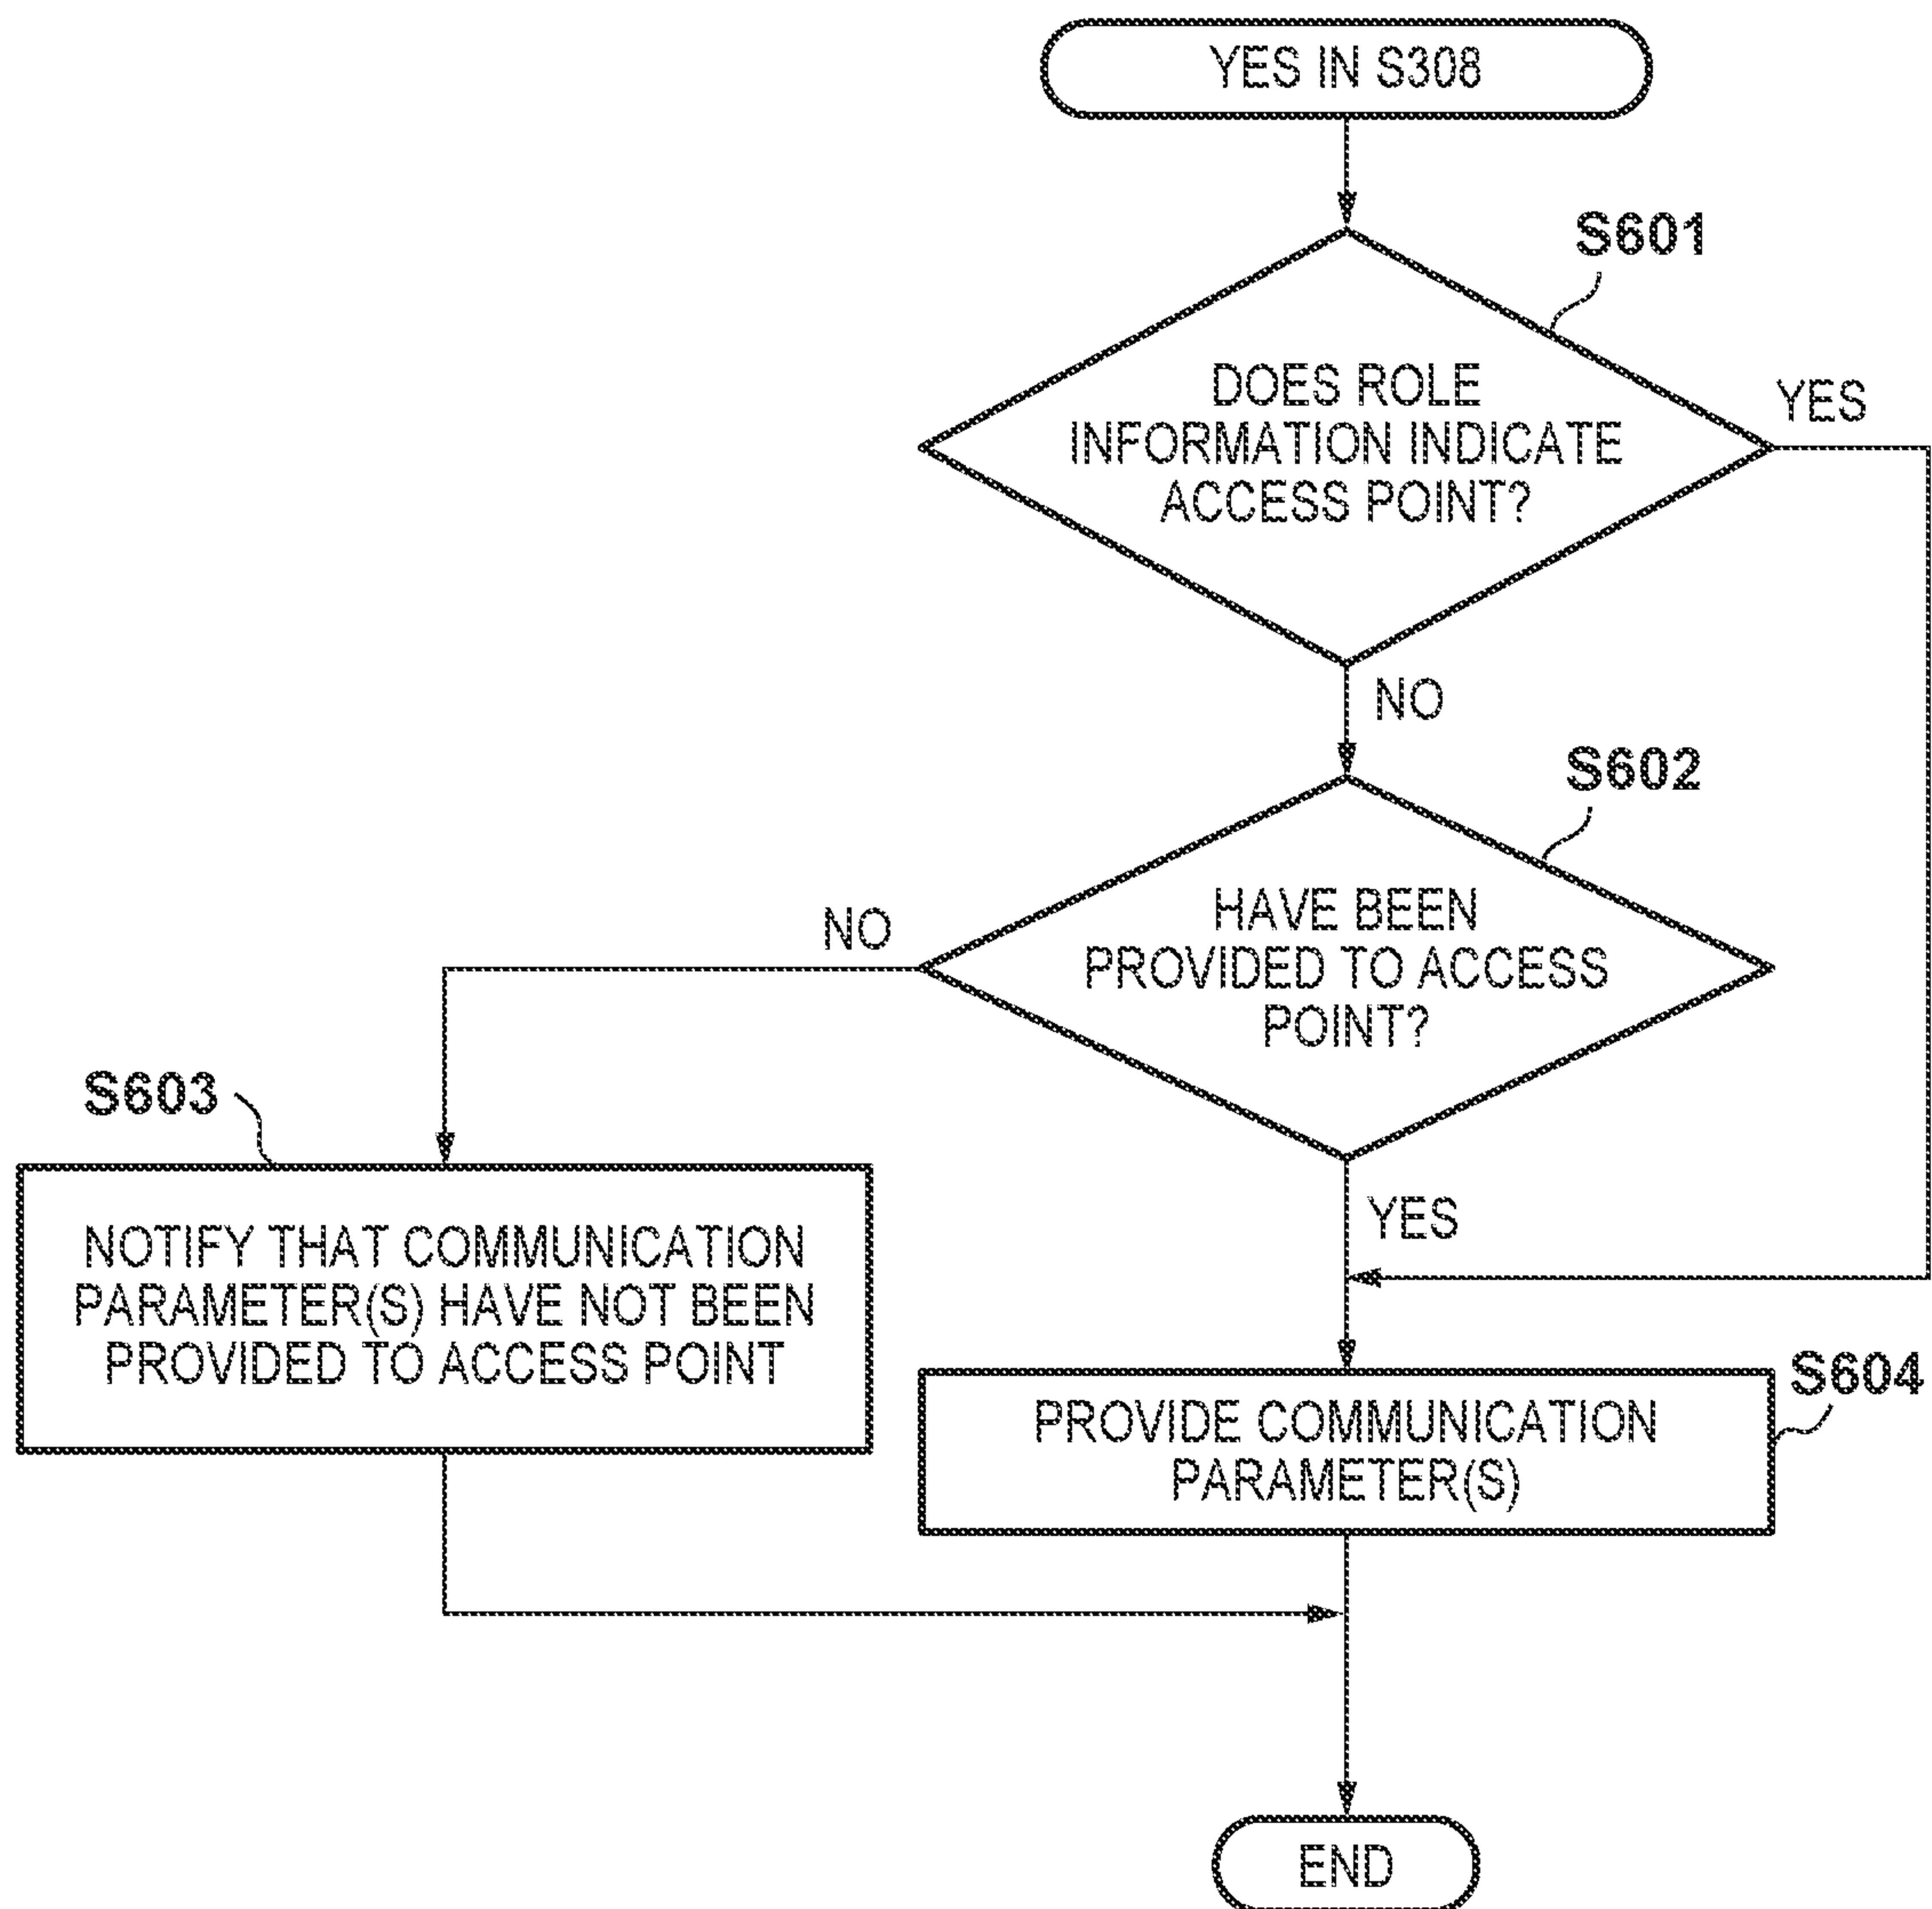 YES IN S308
S601
DOES ROLE
INFORMATION INDICATE
ACCESS POINT?
YES
NO
S602
HAVE BEEN
PROVIDED TO ACCESS
POINT?
NO
YES
S603
NOTIFY THAT COMMUNICATION
PARAMETER(S) HAVE NOT BEEN
PROVIDED TO ACCESS POINT
S604
PROVIDE COMMUNICATION
PARAMETER(S)
END